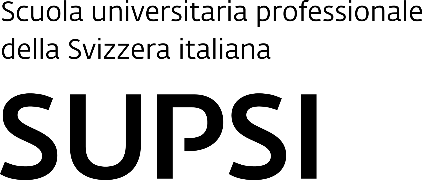 Scuola universitaria professionale
della Svizzera italiana
SUPSI